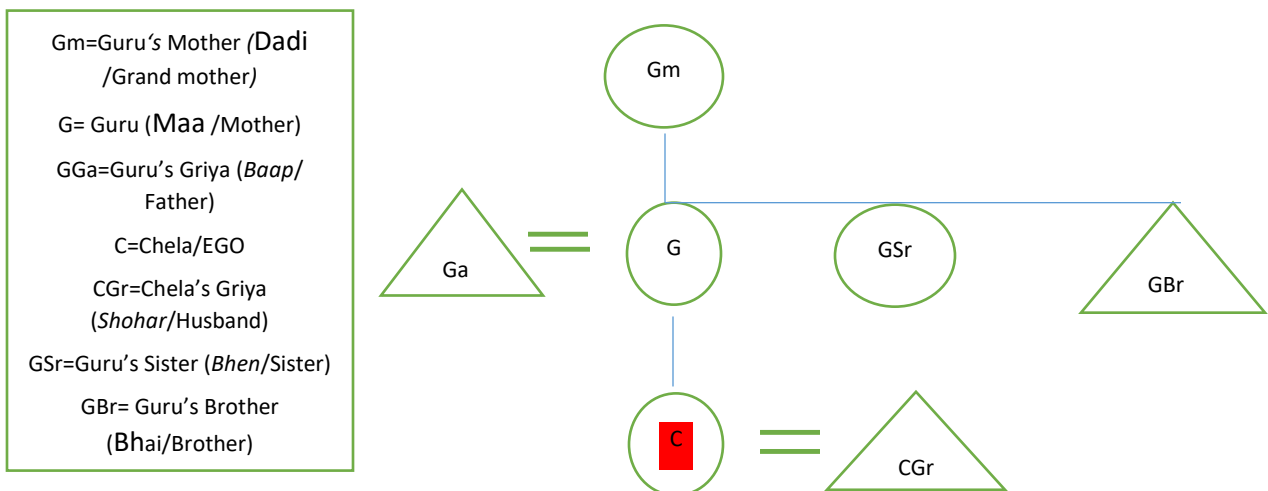 Gm=Guru‘s Mother (Dadi
/Grand mother)
G= Guru (Maa /Mother)
GGa=Guru’s Griya (Baap/
Father)
C=Chela/EGO
CGr=Chela’s Griya
(Shohar/Husband)
GSr=Guru’s Sister (Bhen/Sister)
GBr= Guru’s Brother
(Bhai/Brother)
Gm
Ga
G
GSr
GBr
C
CGr